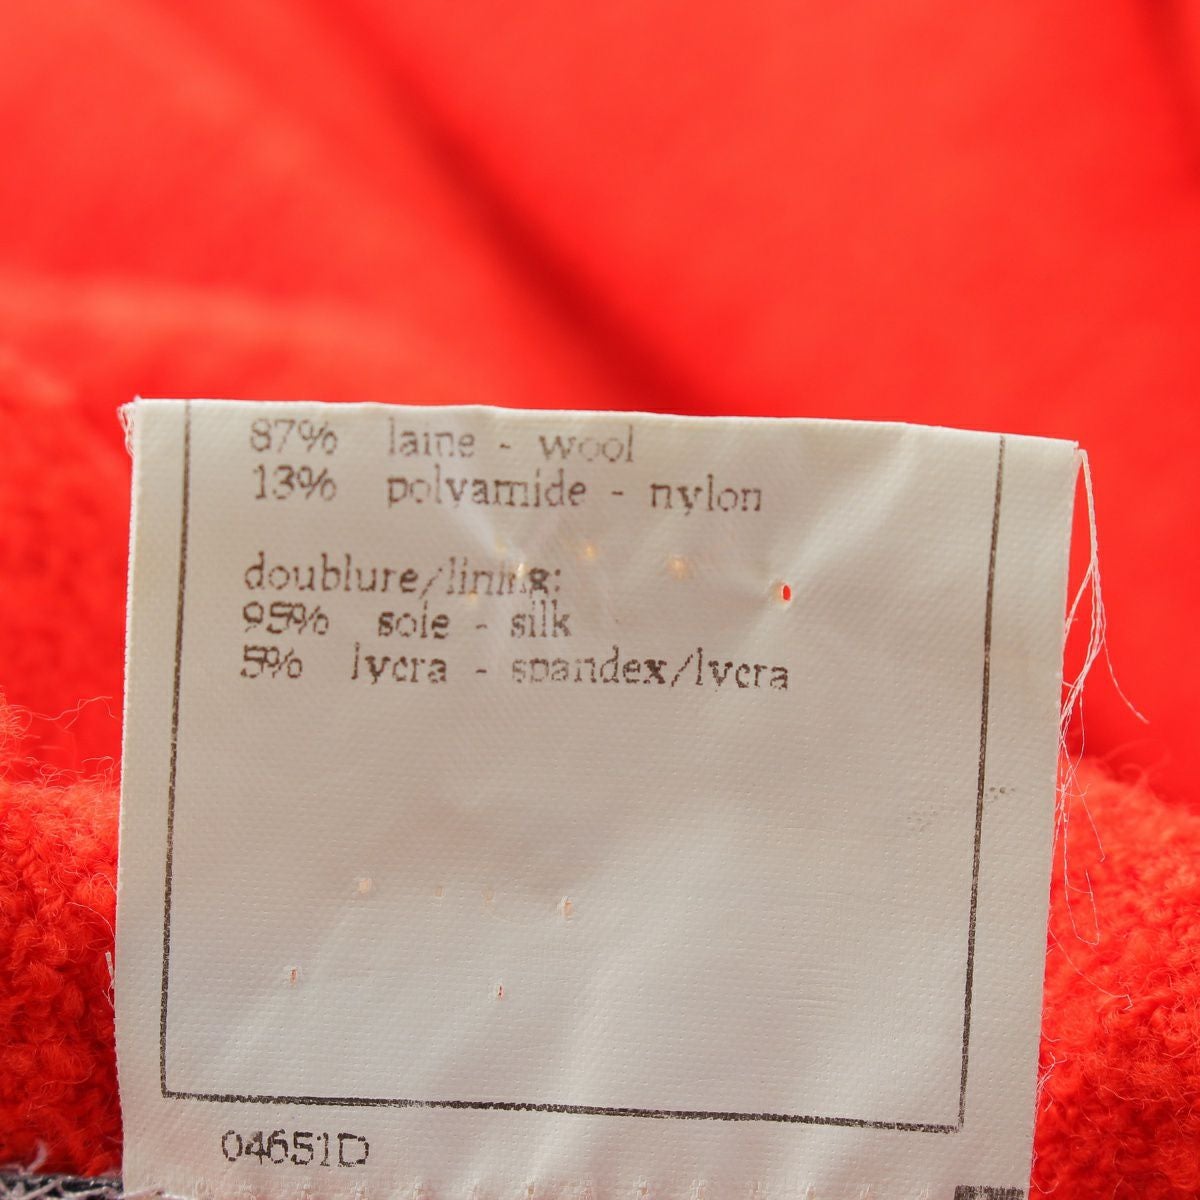 87% laine - wool
13% polyamide - nylon
doublure/lining:
95% soie - silk
5% lycra - spandex/lycra
04651D